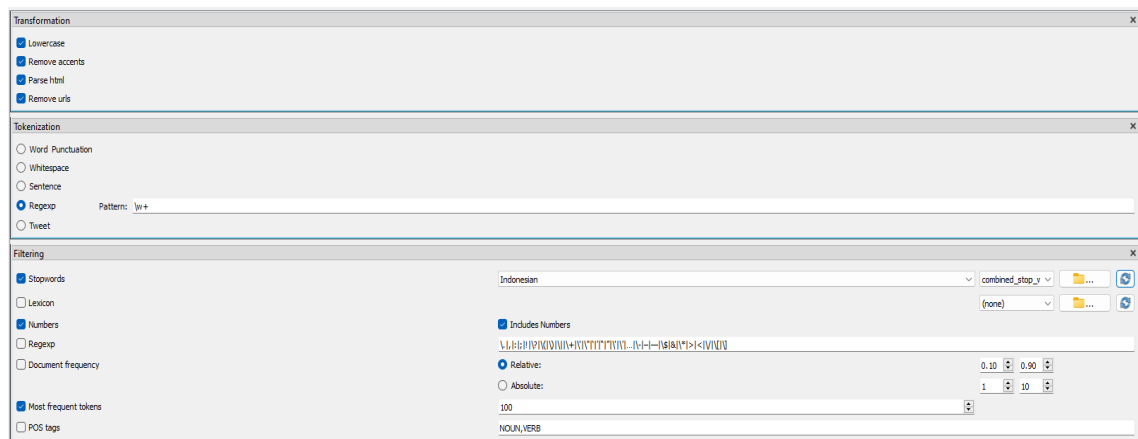 Transformation x
Lowercase
Remove accents
Parse html
Remove urls
Tokenization x
Word Punctuation
Whitespace
Sentence
Regexp Pattern: \w+
Tweet
Filtering x
Stopwords Indonesian combined_stop_v ...
Lexicon (none) ...
Numbers Includes Numbers
Regexp
Document frequency Relative: 0.10 0.90
Absolute: 1 10
Most frequent tokens 100
POS tags NOUN,VERB